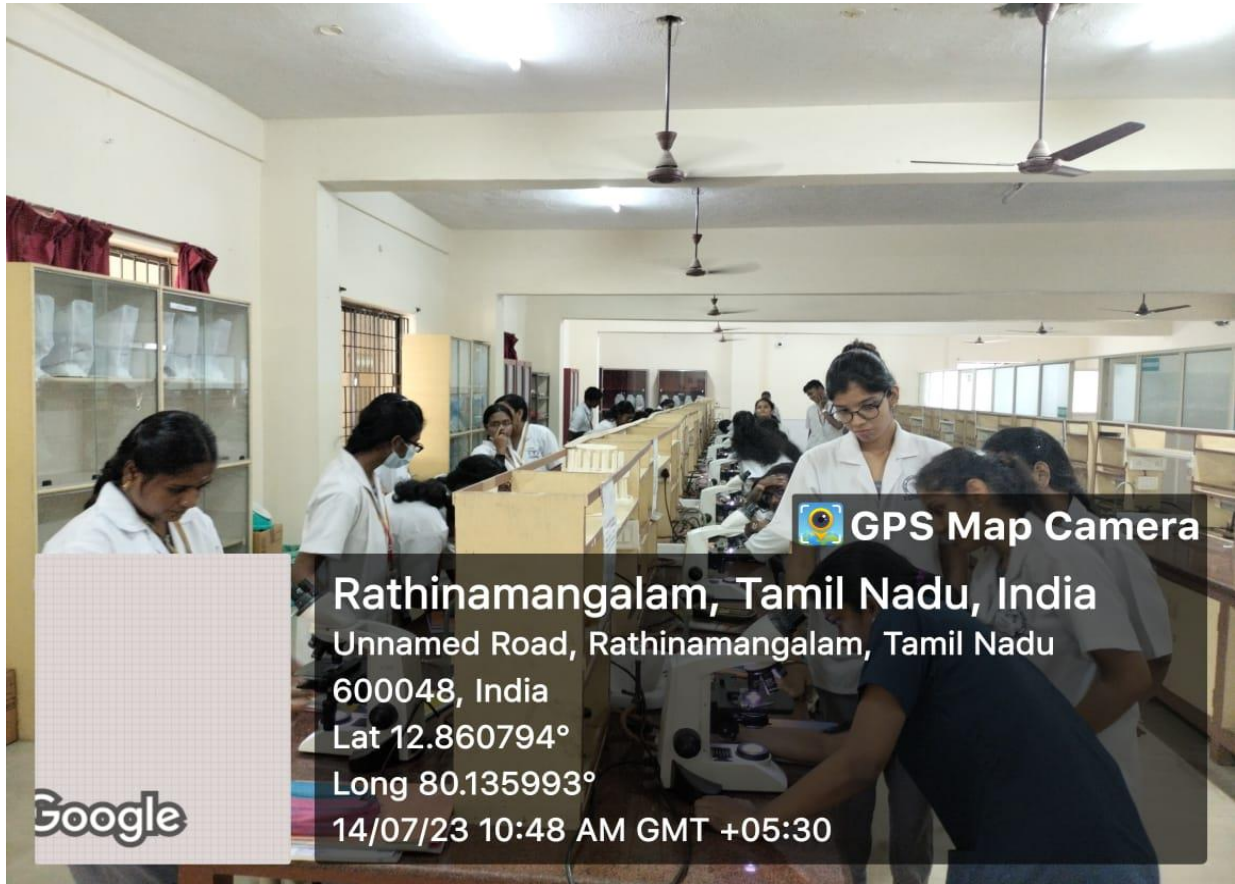 GPS Map Camera
Rathinamangalam, Tamil Nadu, India
Unnamed Road, Rathinamangalam, Tamil Nadu
600048, India
Lat 12.860794°
Long 80.135993°
14/07/23 10:48 AM GMT +05:30
Google